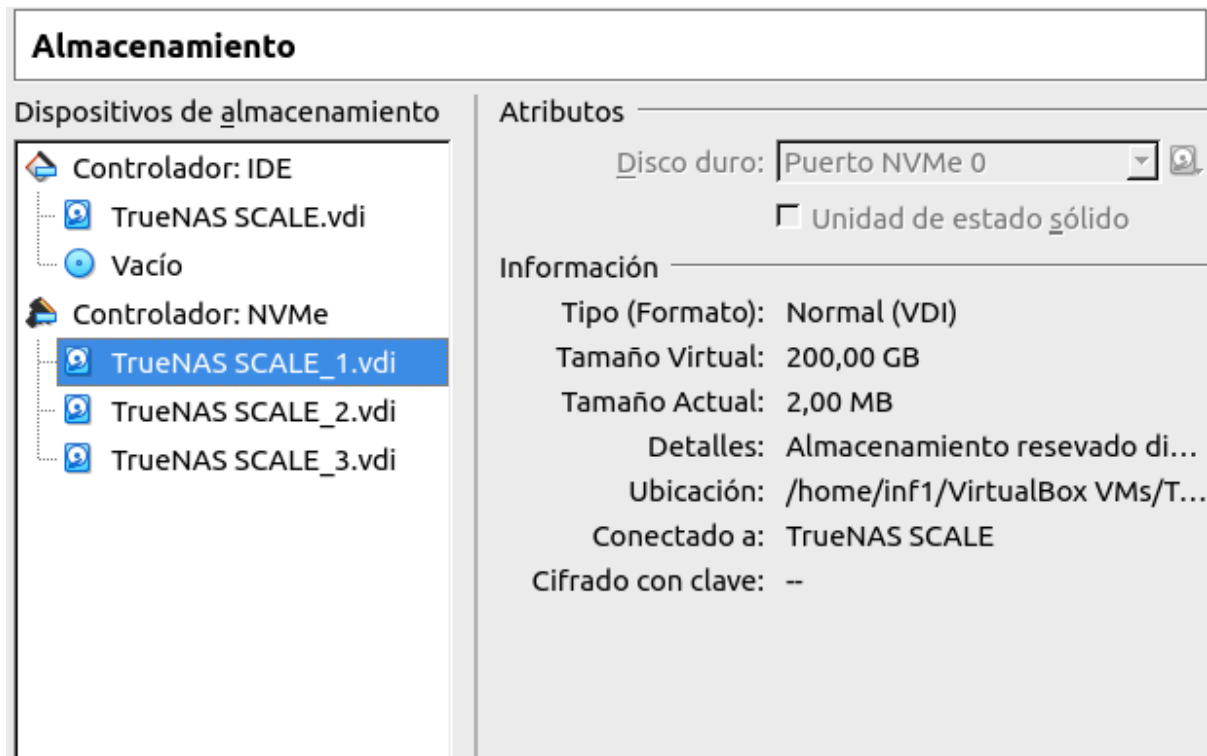 Almacenamiento
Dispositivos de almacenamiento
Controlador: IDE
TrueNAS SCALE.vdi
Vacío
Controlador: NVMe
TrueNAS SCALE_1.vdi
TrueNAS SCALE_2.vdi
TrueNAS SCALE_3.vdi
Atributos
Disco duro: Puerto NVMe 0
Unidad de estado sólido
Información
Tipo (Formato): Normal (VDI)
Tamaño Virtual: 200,00 GB
Tamaño Actual: 2,00 MB
Detalles: Almacenamiento resevado di...
Ubicación: /home/inf1/VirtualBox VMs/T...
Conectado a: TrueNAS SCALE
Cifrado con clave: --